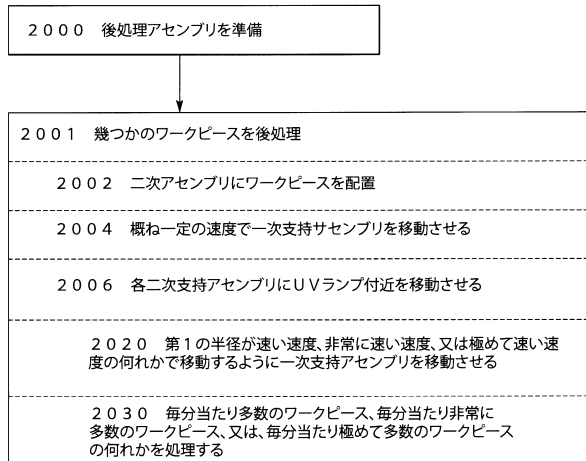 ２０００　後処理アセンブリを準備
２００１　幾つかのワークピースを後処理
２００２　二次アセンブリにワークピースを配置
２００４　概ね一定の速度で一次支持サセンブリを移動させる
２００６　各二次支持アセンブリにＵＶランプ付近を移動させる
２０２０　第１の半径が速い速度、非常に速い速度、又は極めて速い速
度の何れかで移動するように一次支持アセンブリを移動させる
２０３０　毎分当たり多数のワークピース、毎分当たり非常に
多数のワークピース、又は、毎分当たり極めて多数のワークピース
の何れかを処理する